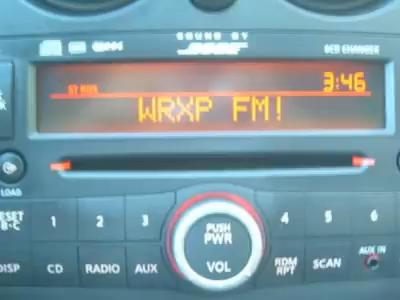 SOUND BY
BOSE
6CD CHANGER
3:46
WRXP FM!
LOAD
1
2
3
4
5
6
PUSH
PWR
VOL
DISP
CD
RADIO
AUX
RDM
RPT
SCAN
AUX IN